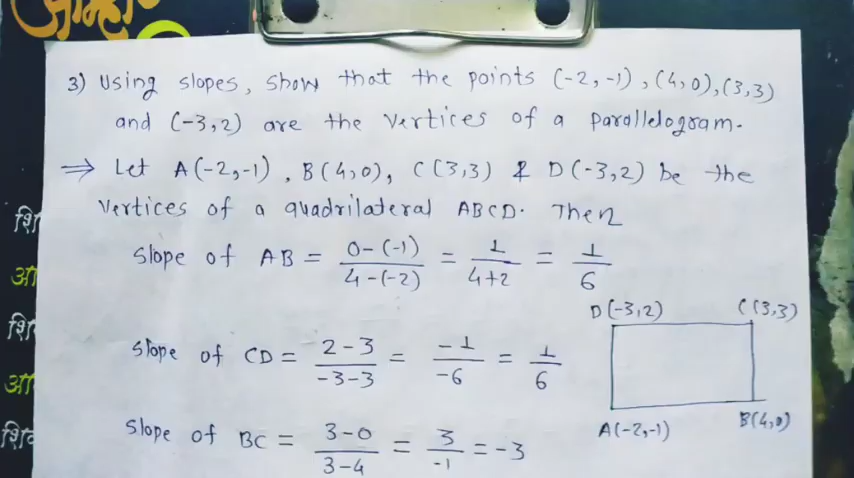 आम्हा
3) Using slopes, show that the points (-2,-1), (4,0), (3,3)
and (-3,2) are the vertices of a parallelogram.
⇒ Let A(-2,-1), B(4,0), C(3,3) & D(-3,2) be the
vertices of a quadrilateral ABCD. Then
slope of AB = 0-(-1) / 4-(-2) = 1 / 4+2 = 1 / 6
D(-3,2) C(3,3)
slope of CD = 2-3 / -3-3 = -1 / -6 = 1 / 6
A(-2,-1) B(4,0)
slope of BC = 3-0 / 3-4 = 3 / -1 = -3